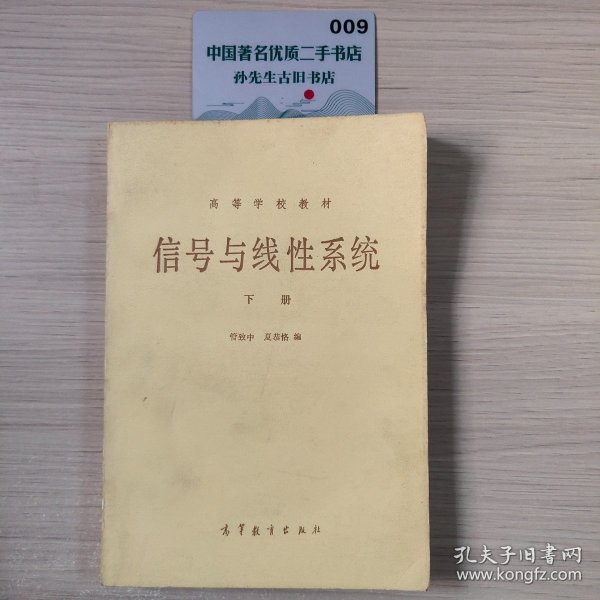 009
中国著名优质二手书店
孙先生古旧书店
高等学校教材
信号与线性系统
下册
管致中 夏恭恪 编
高等教育出版社
孔夫子旧书网
www.kongfz.com